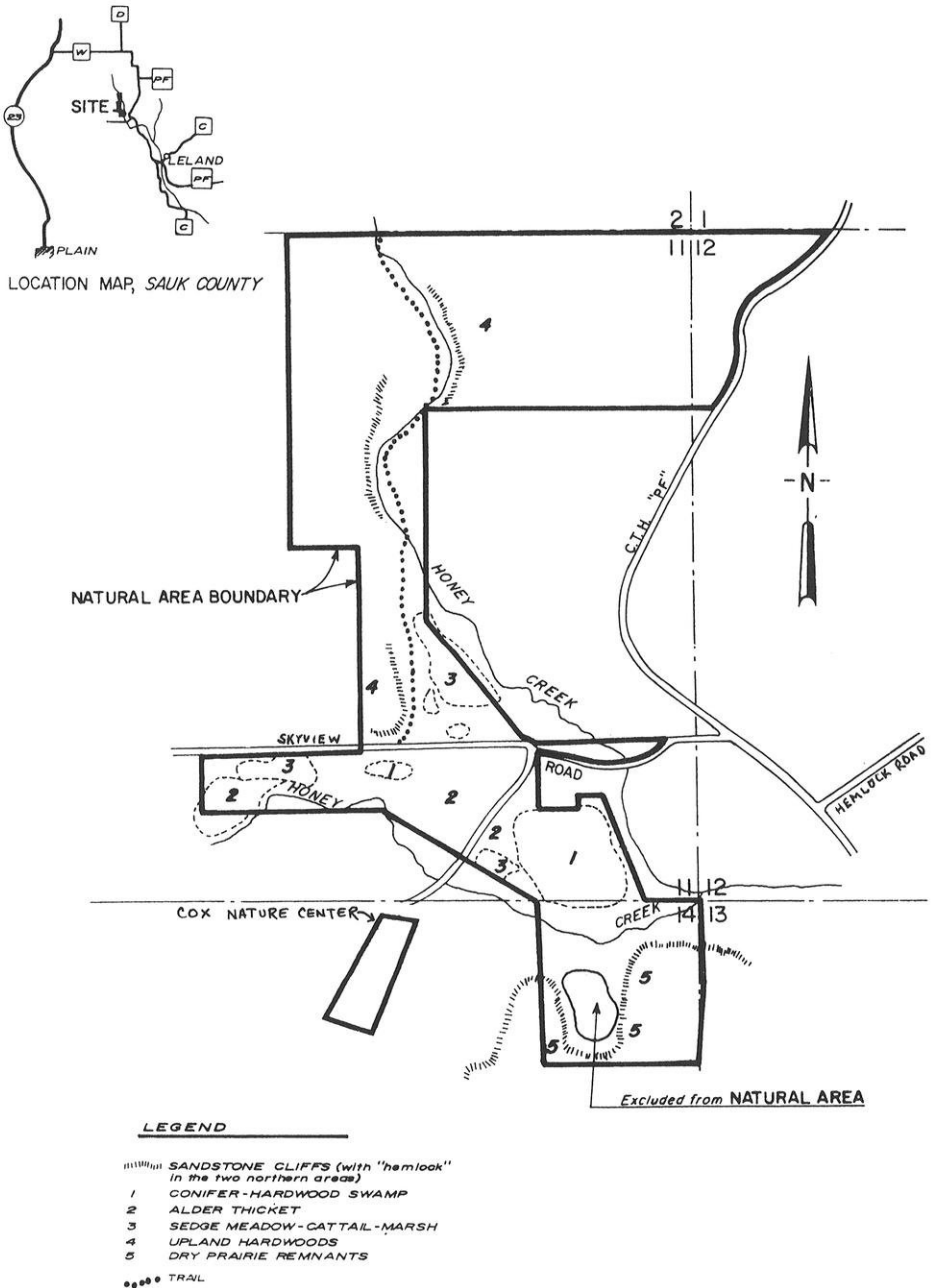 D
W
PF
23
SITE
C
LELAND
PF
C
PLAIN
LOCATION MAP, SAUK COUNTY
2 1
11 12
4
N
C.T.H. "PF"
NATURAL AREA BOUNDARY
HONEY
CREEK
3
4
SKYVIEW
ROAD
HEMLOCK ROAD
3
1
2
HONEY
2
2
3
1
11 12
14 13
CREEK
COX NATURE CENTER
5
5
5
Excluded from NATURAL AREA
LEGEND
SANDSTONE CLIFFS (with "hemlock"
in the two northern areas)
1 CONIFER-HARDWOOD SWAMP
2 ALDER THICKET
3 SEDGE MEADOW-CATTAIL-MARSH
4 UPLAND HARDWOODS
5 DRY PRAIRIE REMNANTS
TRAIL